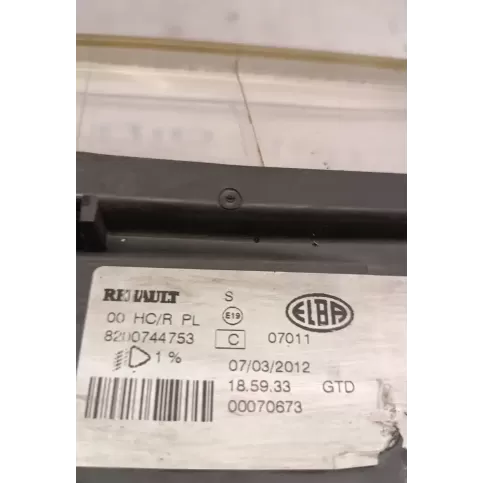 RENAULT S ELBA
00 HC/R PL E19
8200744753 C 07011
1 % 07/03/2012
18.59.33 GTD
00070673